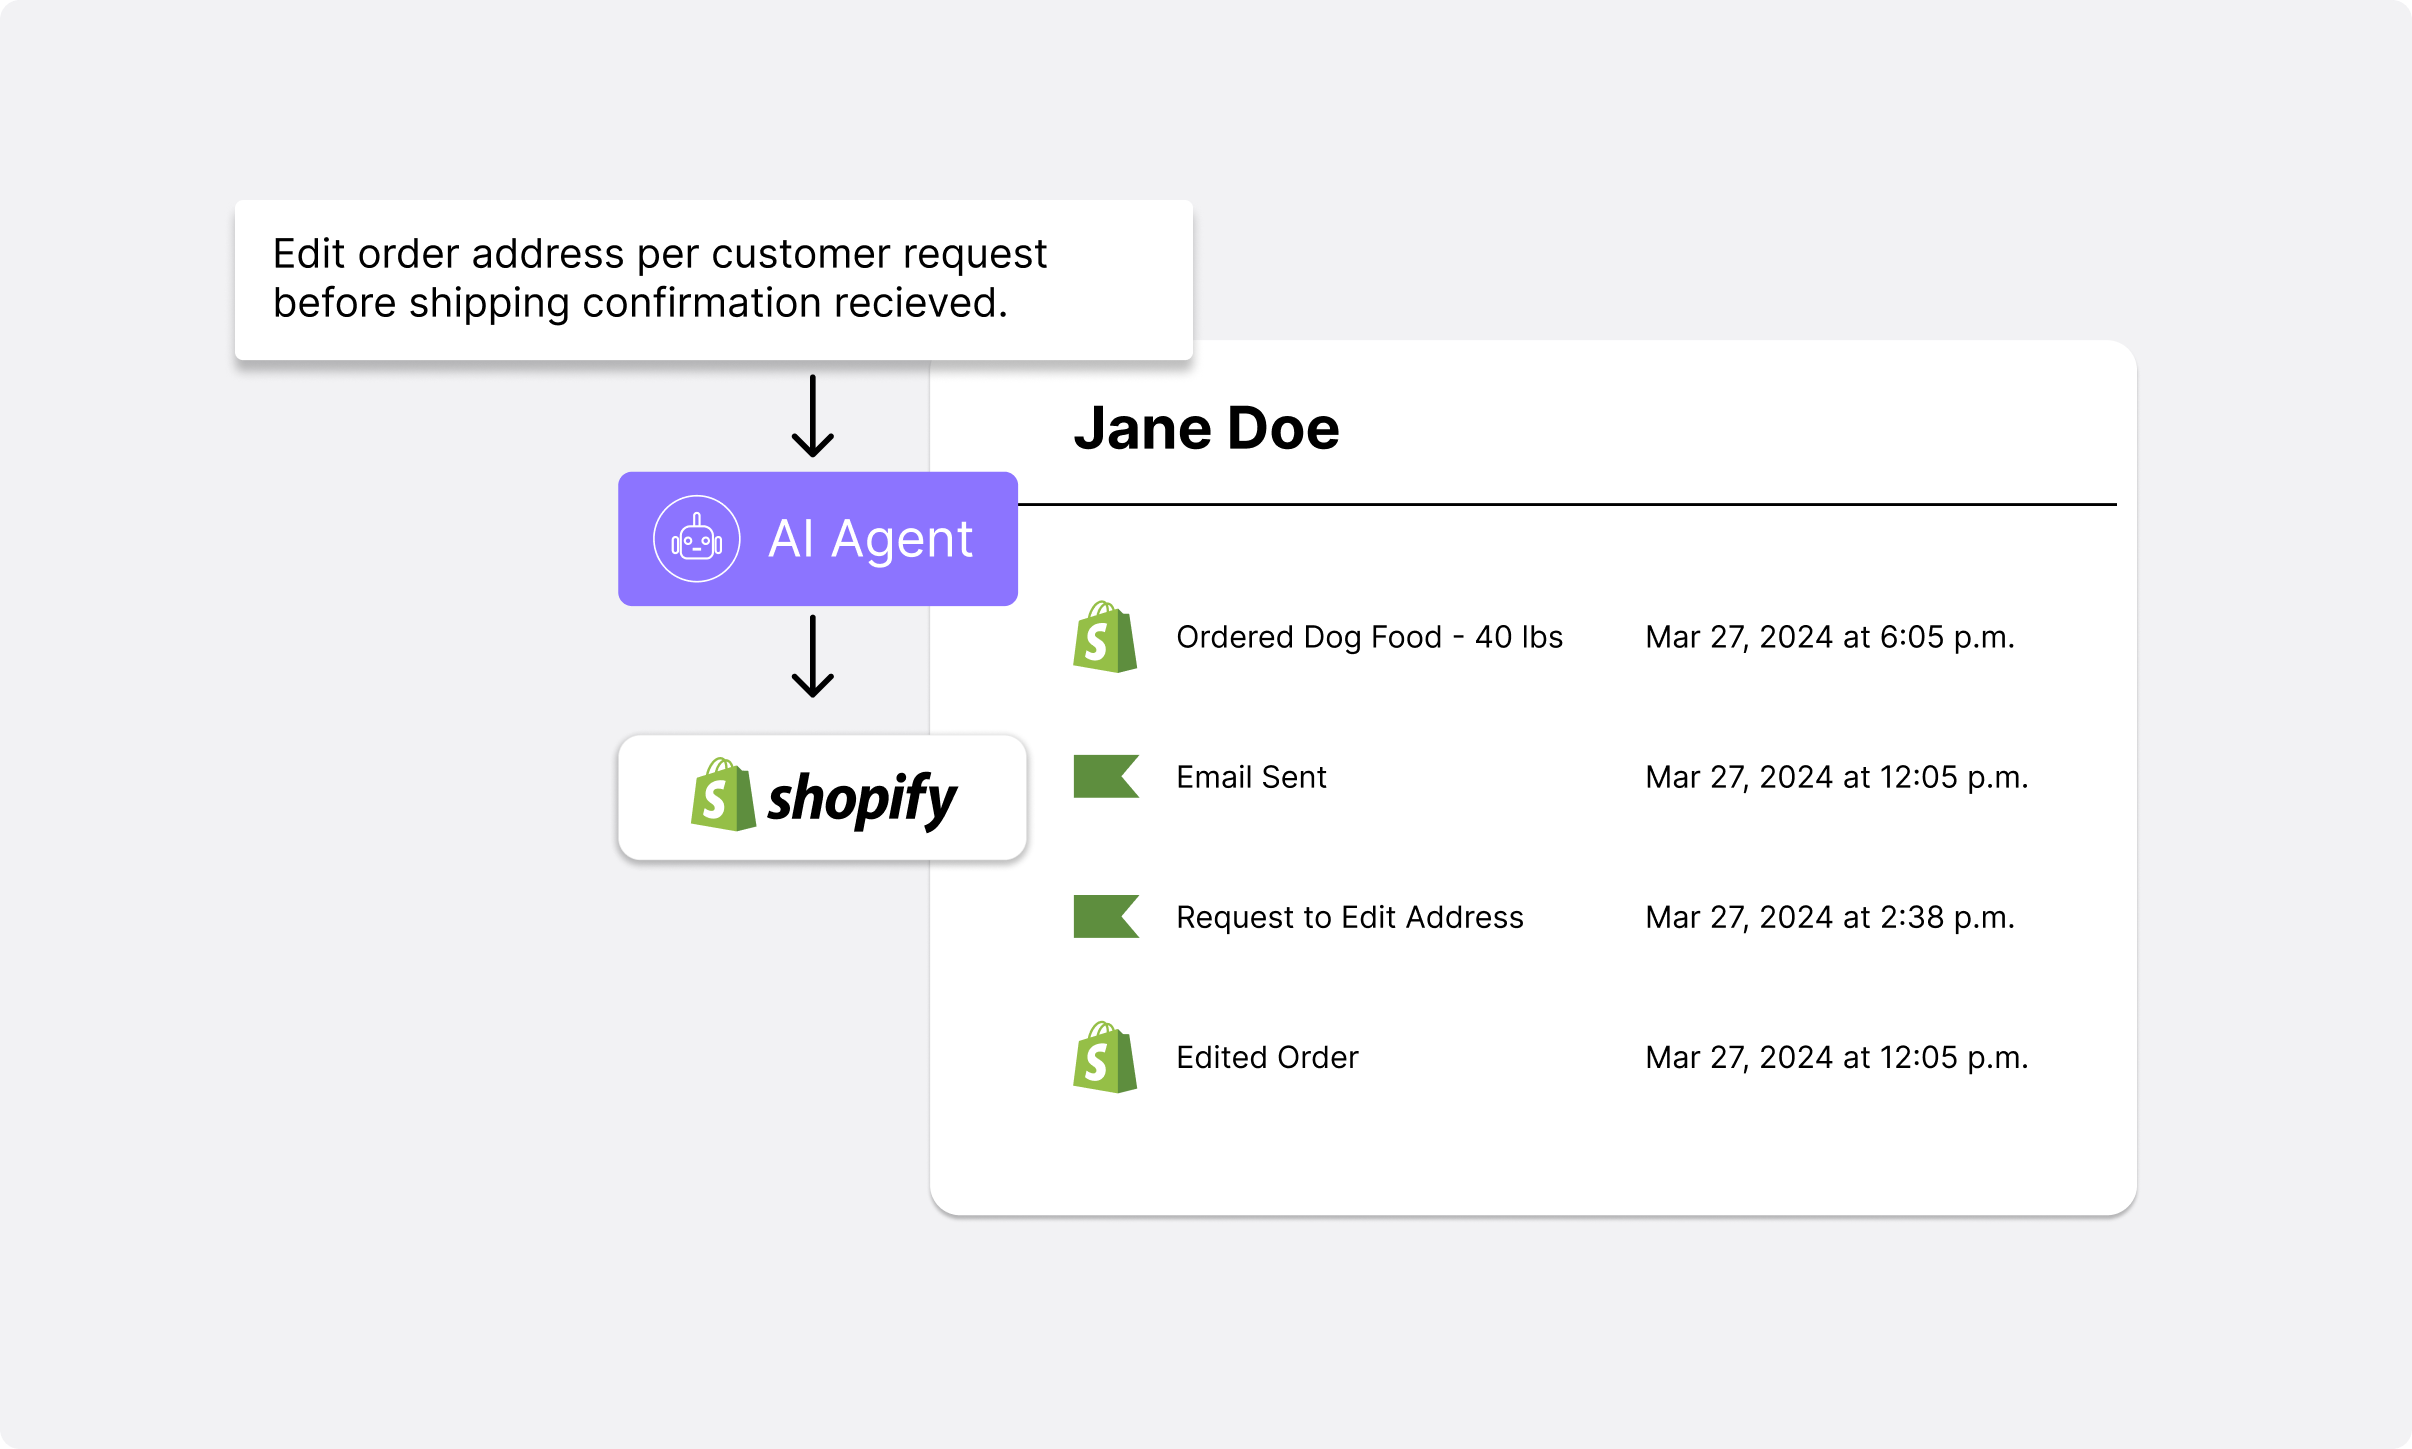 Edit order address per customer request
before shipping confirmation recieved.
AI Agent
shopify
Jane Doe
Ordered Dog Food - 40 lbs Mar 27, 2024 at 6:05 p.m.
Email Sent Mar 27, 2024 at 12:05 p.m.
Request to Edit Address Mar 27, 2024 at 2:38 p.m.
Edited Order Mar 27, 2024 at 12:05 p.m.